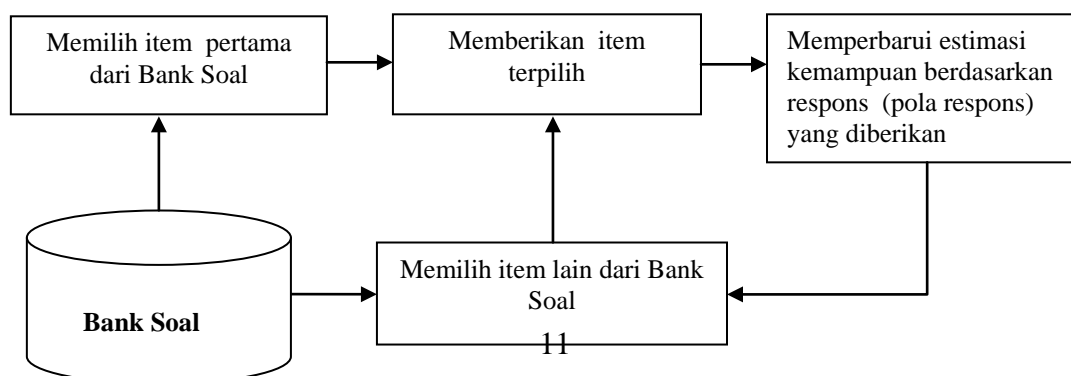 Memilih item pertama
dari Bank Soal
Memberikan item
terpilih
Memperbarui estimasi
kemampuan berdasarkan
respons (pola respons)
yang diberikan
Bank Soal
Memilih item lain dari Bank
Soal
11